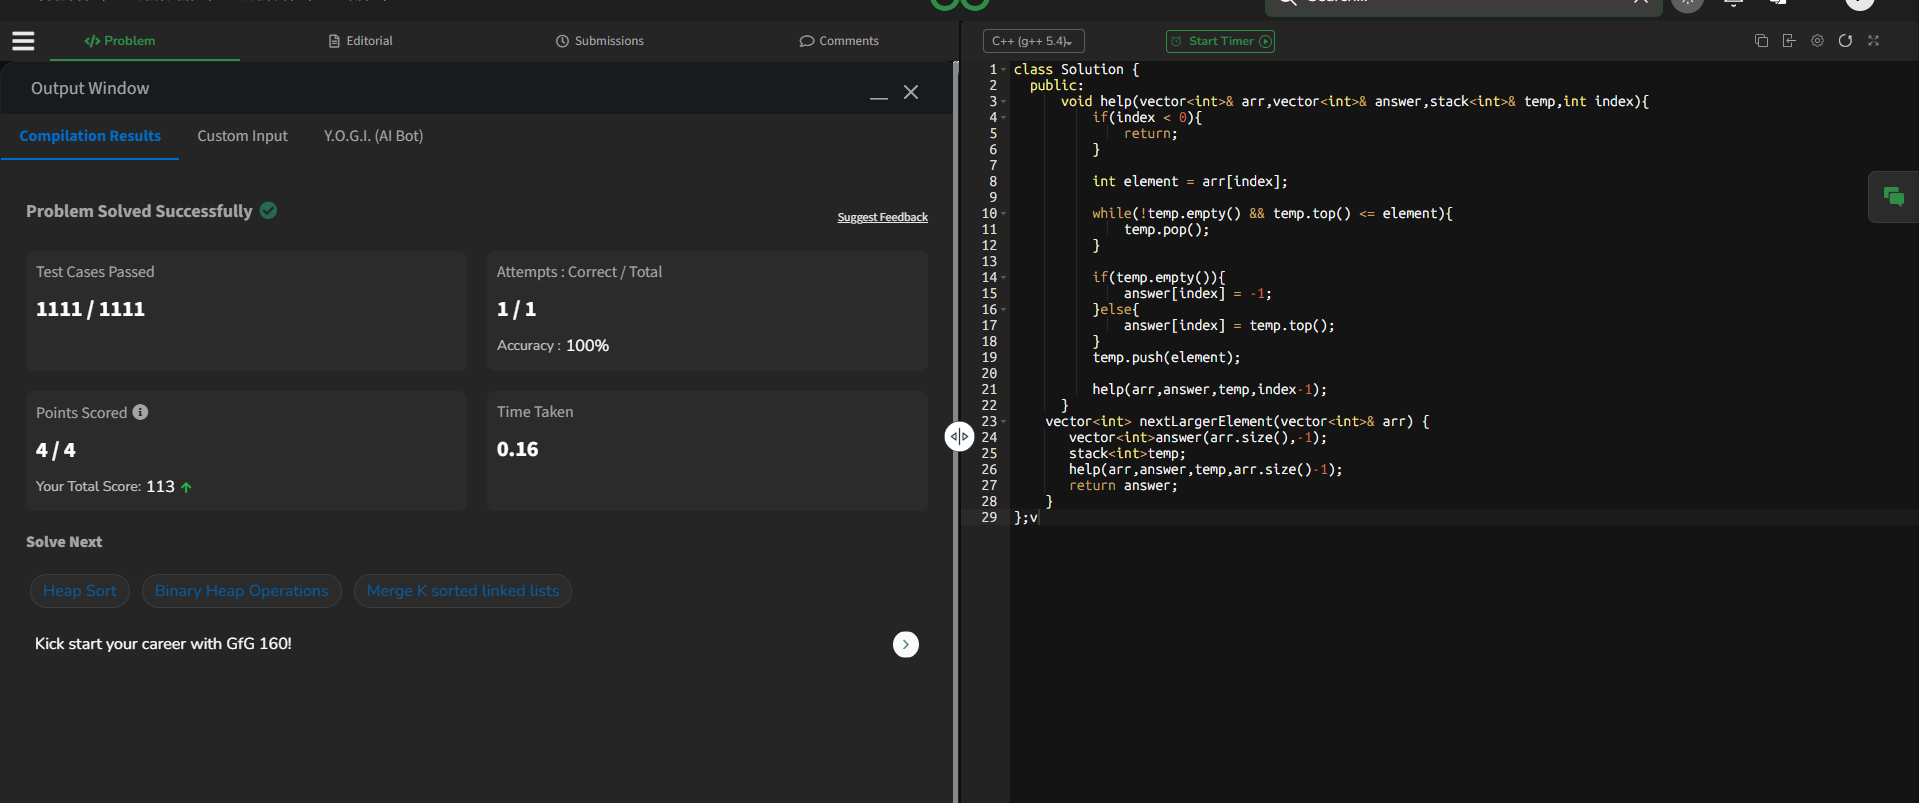 Search...
Problem
Editorial
Submissions
Comments
C++ (g++ 5.4)
Start Timer
Output Window
Compilation Results
Custom Input
Y.O.G.I. (AI Bot)
Problem Solved Successfully
Suggest Feedback
Test Cases Passed
1111 / 1111
Attempts : Correct / Total
1 / 1
Accuracy : 100%
Points Scored
4 / 4
Your Total Score: 113
Time Taken
0.16
Solve Next
Heap Sort
Binary Heap Operations
Merge K sorted linked lists
Kick start your career with GfG 160!
1 class Solution {
2 public:
3 void help(vector<int>& arr,vector<int>& answer,stack<int>& temp,int index){
4 if(index < 0){
5 return;
6 }
7
8 int element = arr[index];
9
10 while(!temp.empty() && temp.top() <= element){
11 temp.pop();
12 }
13
14 if(temp.empty()){
15 answer[index] = -1;
16 }else{
17 answer[index] = temp.top();
18 }
19 temp.push(element);
20
21 help(arr,answer,temp,index-1);
22 }
23 vector<int> nextLargerElement(vector<int>& arr) {
24 vector<int>answer(arr.size(),-1);
25 stack<int>temp;
26 help(arr,answer,temp,arr.size()-1);
27 return answer;
28 }
29 };v